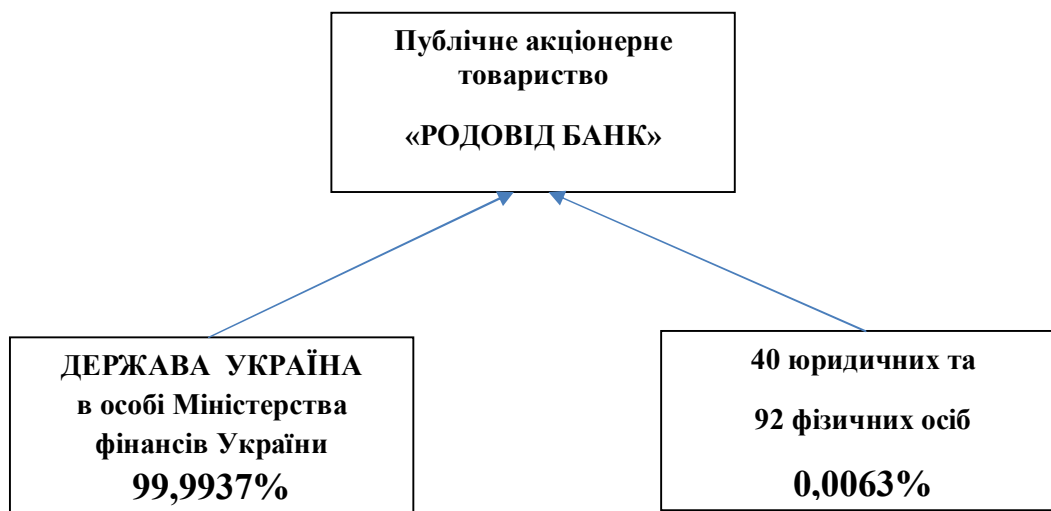 Публічне акціонерне
товариство
«РОДОВІД БАНК»
ДЕРЖАВА УКРАЇНА
в особі Міністерства
фінансів України
99,9937%
40 юридичних та
92 фізичних осіб
0,0063%